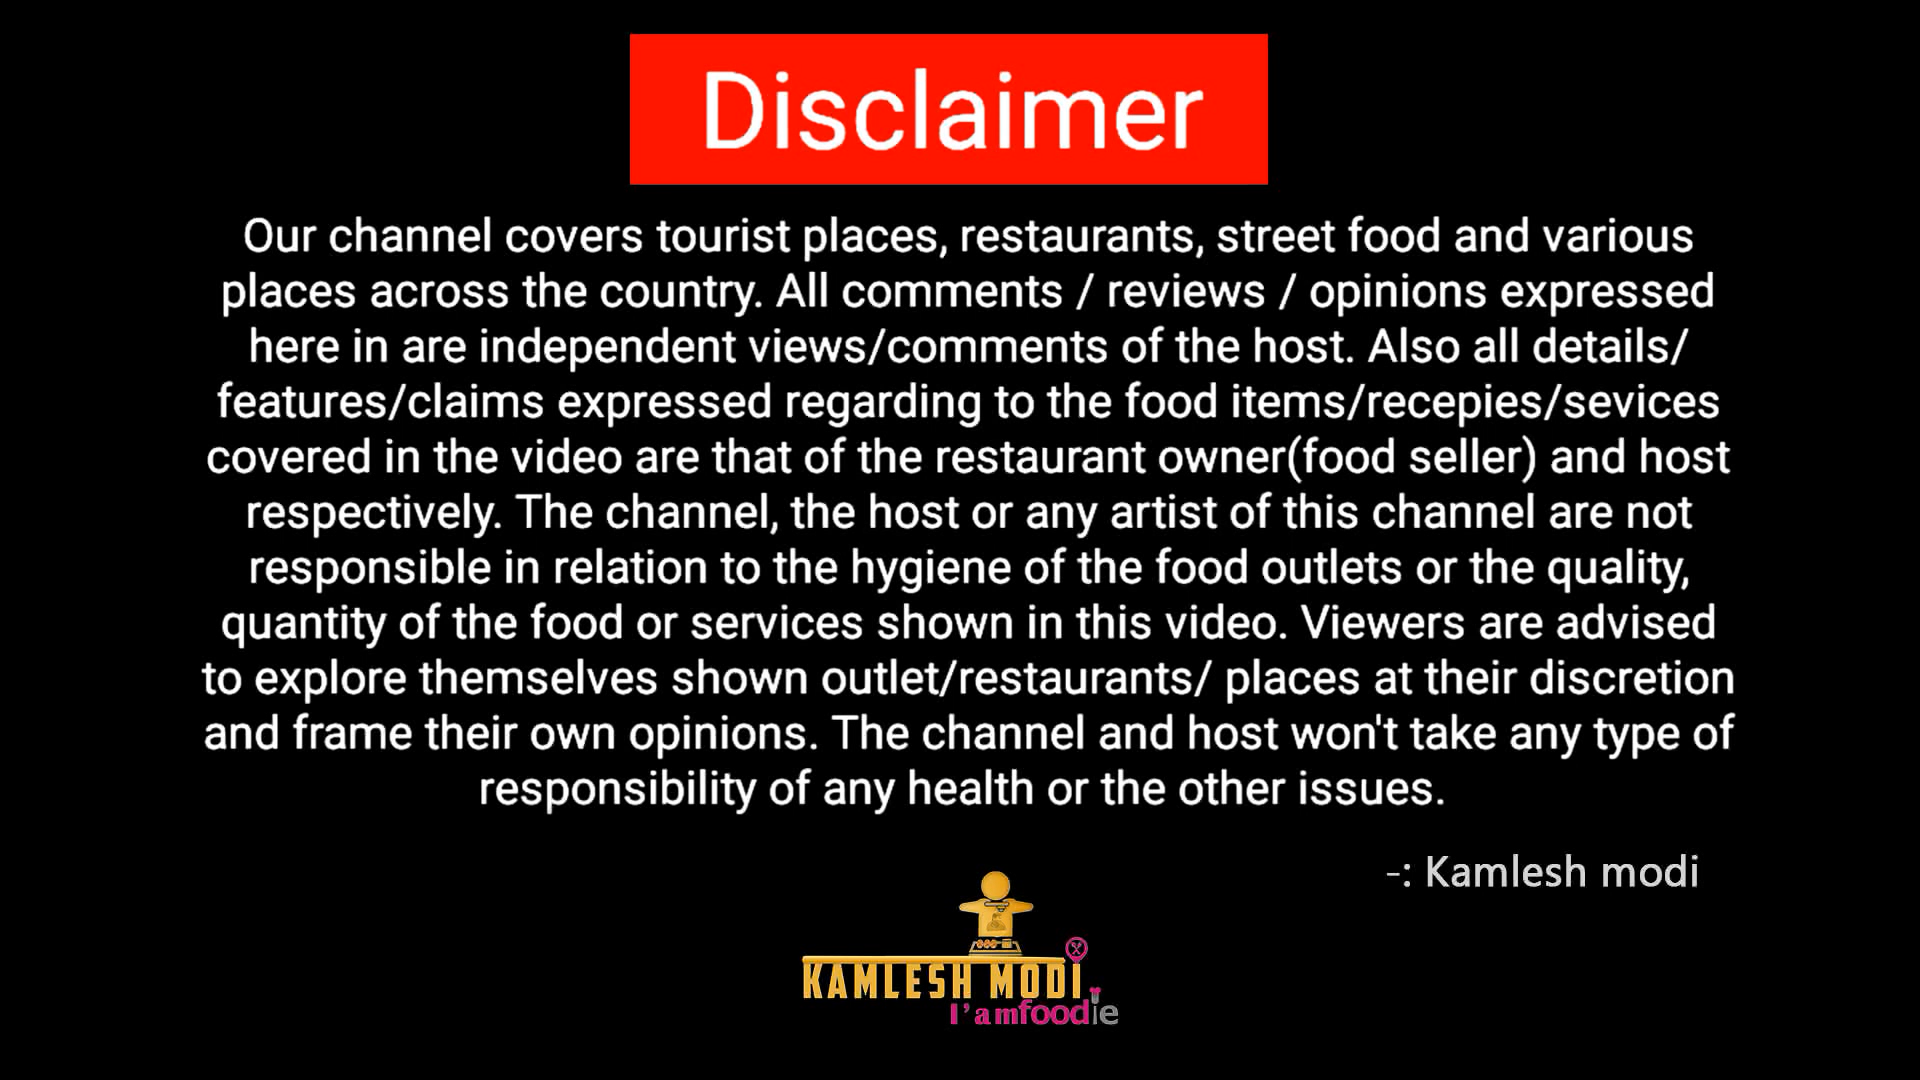 Disclaimer
Our channel covers tourist places, restaurants, street food and various
places across the country. All comments / reviews / opinions expressed
here in are independent views/comments of the host. Also all details/
features/claims expressed regarding to the food items/recepies/sevices
covered in the video are that of the restaurant owner(food seller) and host
respectively. The channel, the host or any artist of this channel are not
responsible in relation to the hygiene of the food outlets or the quality,
quantity of the food or services shown in this video. Viewers are advised
to explore themselves shown outlet/restaurants/ places at their discretion
and frame their own opinions. The channel and host won't take any type of
responsibility of any health or the other issues.
-: Kamlesh modi
KAMLESH MODI
I'amfoodie